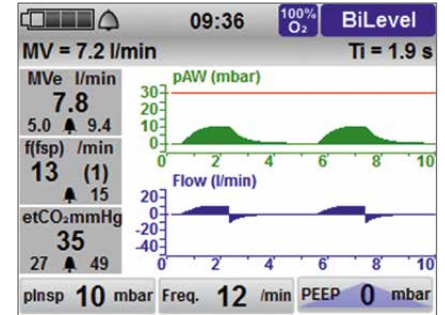 09:36 100% O₂ BiLevel
MV = 7.2 l/min Ti = 1.9 s
MVe l/min
7.8
5.0 9.4
f(fsp) /min
13 (1)
15
etCO₂mmHg
35
27 49
pAW (mbar)
30
20
10
0 2 4 6 8 10
Flow (l/min)
20
0
-20
-40
0 2 4 6 8 10
pInsp 10 mbar Freq. 12 /min PEEP 0 mbar